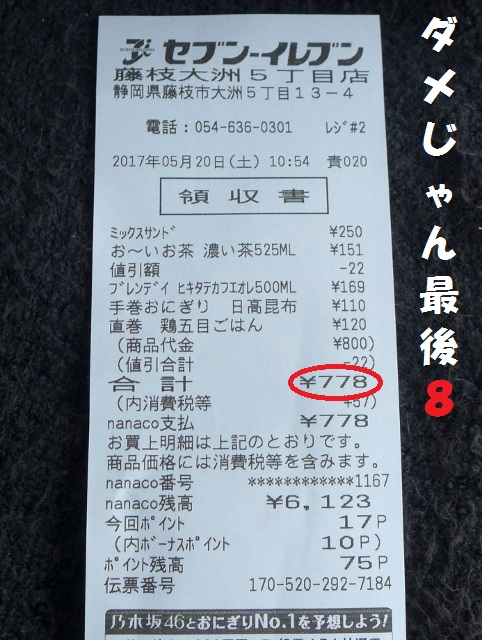 セブン-イレブン
藤枝大洲5丁目店
静岡県藤枝市大洲5丁目13-4
電話:054-636-0301 レジ#2
2017年05月20日(土) 10:54 責020
領収書
ミックスサンド ¥250
お~いお茶 濃い茶525ML ¥151
値引額 -22
ブレンディ ヒキタテカフェオレ500ML ¥169
手巻おにぎり 日高昆布 ¥110
直巻 鶏五目ごはん ¥120
(商品代金 ¥800)
(値引合計 -22)
合計 ¥778
(内消費税等 ¥57)
nanaco支払 ¥778
お買上明細は上記のとおりです。
商品価格には消費税等を含みます。
nanaco番号 ************1167
nanaco残高 ¥6,123
今回ポイント 17P
(内ボーナスポイント 10P)
ポイント残高 75P
伝票番号 170-520-292-7184
乃木坂46とおにぎりNo.1を予想しよう!
ダメじゃん最後8